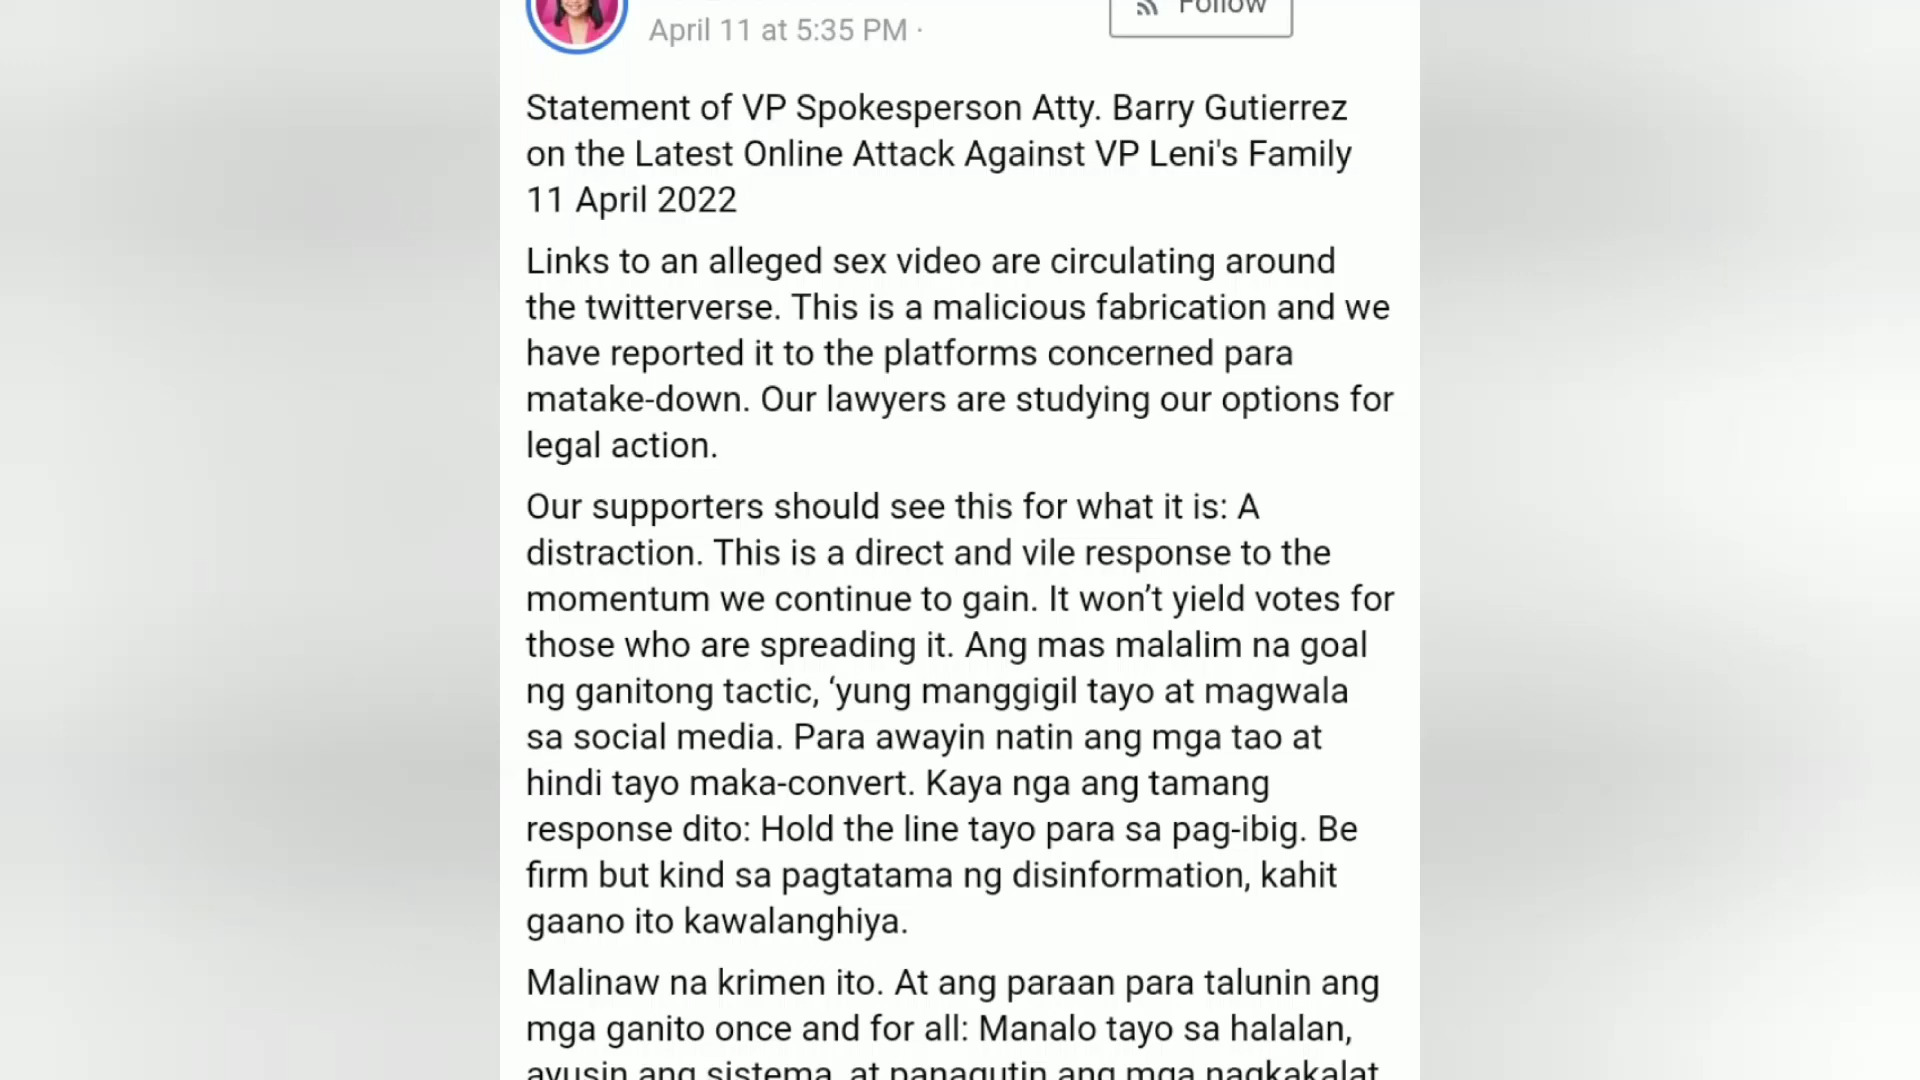 Follow
April 11 at 5:35 PM ·
Statement of VP Spokesperson Atty. Barry Gutierrez
on the Latest Online Attack Against VP Leni's Family
11 April 2022
Links to an alleged sex video are circulating around
the twitterverse. This is a malicious fabrication and we
have reported it to the platforms concerned para
matake-down. Our lawyers are studying our options for
legal action.
Our supporters should see this for what it is: A
distraction. This is a direct and vile response to the
momentum we continue to gain. It won’t yield votes for
those who are spreading it. Ang mas malalim na goal
ng ganitong tactic, ‘yung manggigil tayo at magwala
sa social media. Para awayin natin ang mga tao at
hindi tayo maka-convert. Kaya nga ang tamang
response dito: Hold the line tayo para sa pag-ibig. Be
firm but kind sa pagtatama ng disinformation, kahit
gaano ito kawalanghiya.
Malinaw na krimen ito. At ang paraan para talunin ang
mga ganito once and for all: Manalo tayo sa halalan,
ayusin ang sistema, at panagutin ang mga nagkakalat